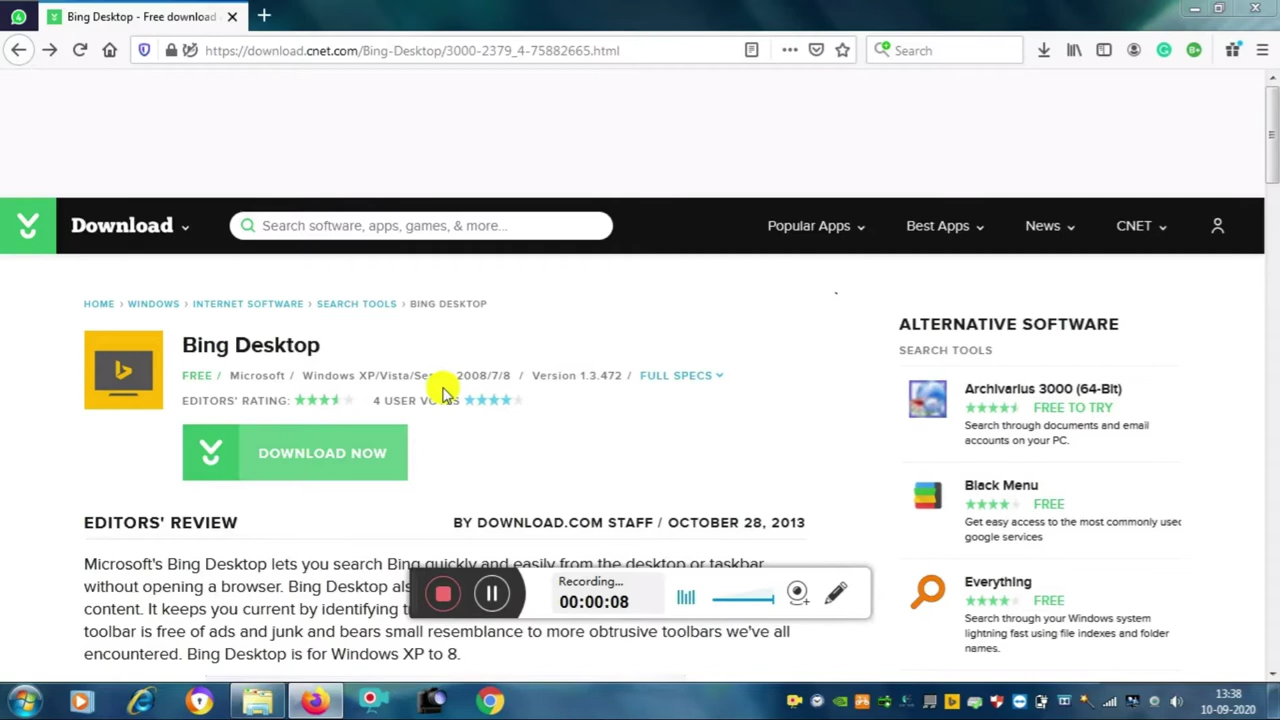 Bing Desktop - Free download
https://download.cnet.com/Bing-Desktop/3000-2379_4-75882665.html
Search
Download
Search software, apps, games, & more...
Popular Apps
Best Apps
News
CNET
HOME > WINDOWS > INTERNET SOFTWARE > SEARCH TOOLS > BING DESKTOP
Bing Desktop
FREE / Microsoft / Windows XP/Vista/Se 2008/7/8 / Version 1.3.472 / FULL SPECS
EDITORS' RATING:
4 USER
DOWNLOAD NOW
EDITORS' REVIEW
BY DOWNLOAD.COM STAFF / OCTOBER 28, 2013
Microsoft's Bing Desktop lets you search Bing quickly and easily from the desktop or taskbar
without opening a browser. Bing Desktop
content. It keeps you current by identifying
toolbar is free of ads and junk and bears small resemblance to more obtrusive toolbars we've all
encountered. Bing Desktop is for Windows XP to 8.
Recording...
00:00:08
ALTERNATIVE SOFTWARE
SEARCH TOOLS
Archivarius 3000 (64-Bit)
FREE TO TRY
Search through documents and email
accounts on your PC.
Black Menu
FREE
Get easy access to the most commonly used
google services
Everything
FREE
Search through your Windows system
lightning fast using file indexes and folder
names.
13:38
10-09-2020